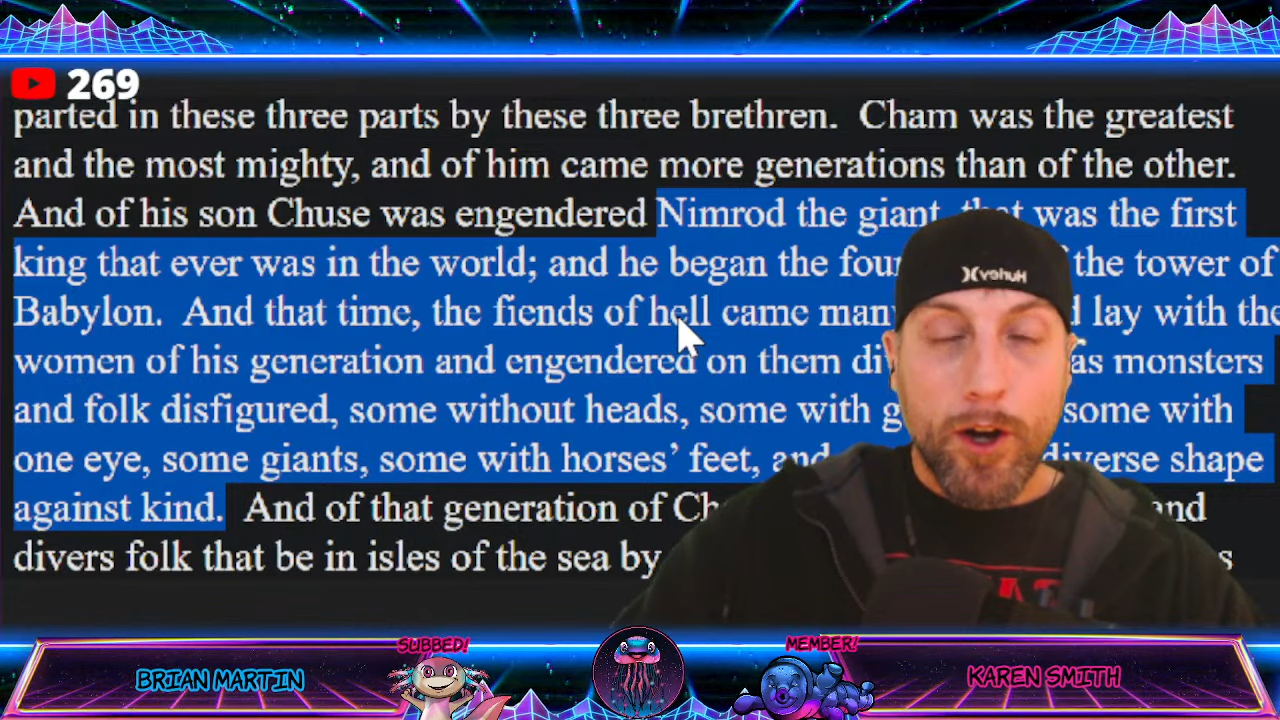 269
parted in these three parts by these three brethren. Cham was the greatest
and the most mighty, and of him came more generations than of the other.
And of his son Chuse was engendered Nimrod the giant, that was the first
king that ever was in the world; and he began the of the tower of
Babylon. And that time, the fiends of hell came lay with the
women of his generation and engendered on them monsters
and folk disfigured, some without heads, some with some with
one eye, some giants, some with horses’ feet, and diverse shape
against kind. And of that generation of and
divers folk that be in isles of the sea by
Hurley
SUBBED!
MEMBER!
BRIAN MARTIN
KAREN SMITH